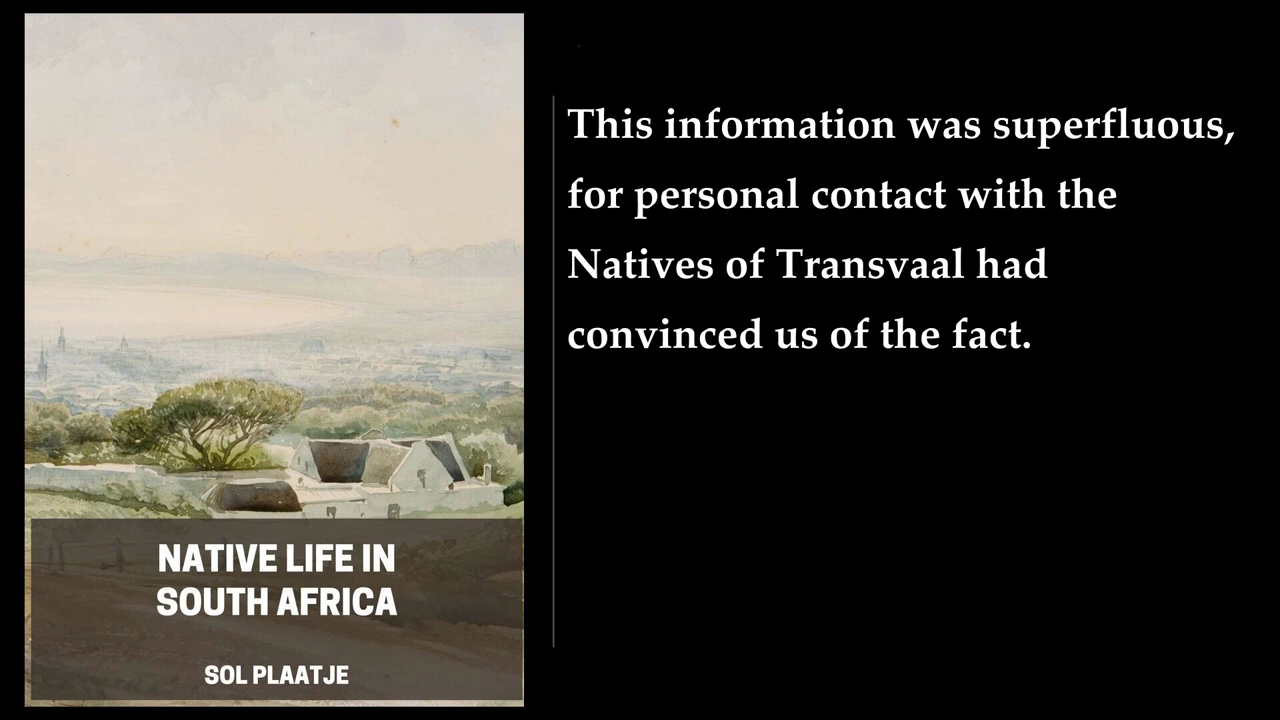 This information was superfluous,
for personal contact with the
Natives of Transvaal had
convinced us of the fact.
NATIVE LIFE IN
SOUTH AFRICA
SOL PLAATJE